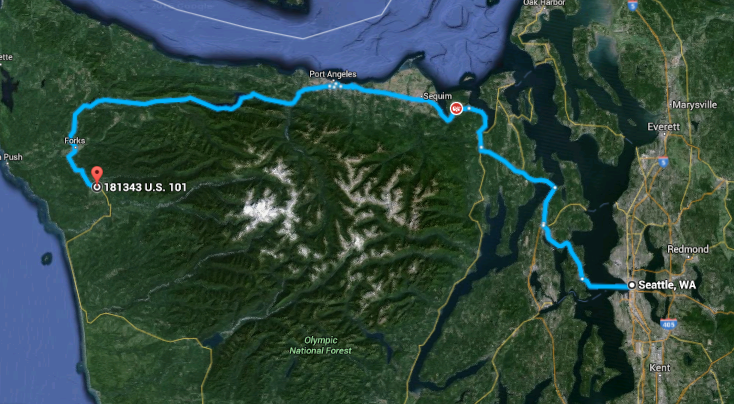 Oak Harbor
Port Angeles
Sequim
Marysville
Everett
Forks
Push
181343 U.S. 101
Redmond
Seattle, WA
Olympic
National Forest
Kent